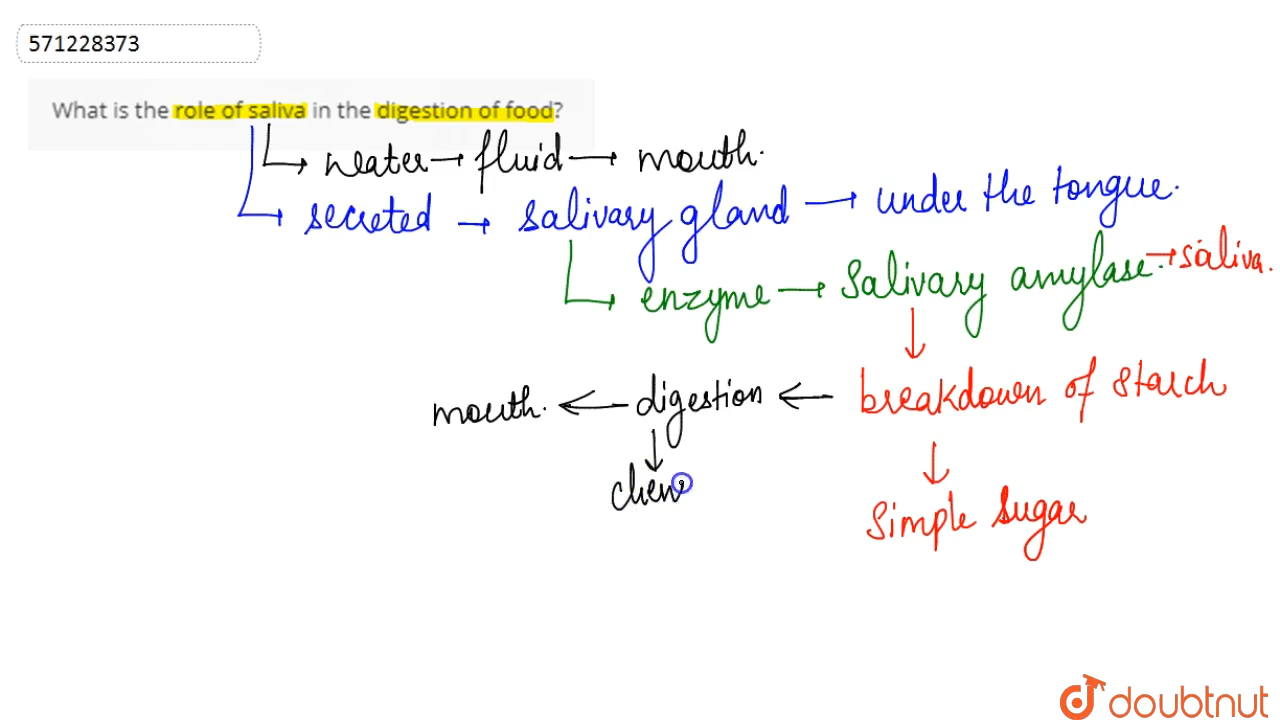 571228373
What is the role of saliva in the digestion of food?
↳ water → fluid → mouth.
↳ secreted → salivary gland → under the tongue.
↳ enzyme → Salivary amylase. → saliva.
↓
mouth. ← digestion ← breakdown of starch
↓ ↓
chem
Simple sugar
doubtnut